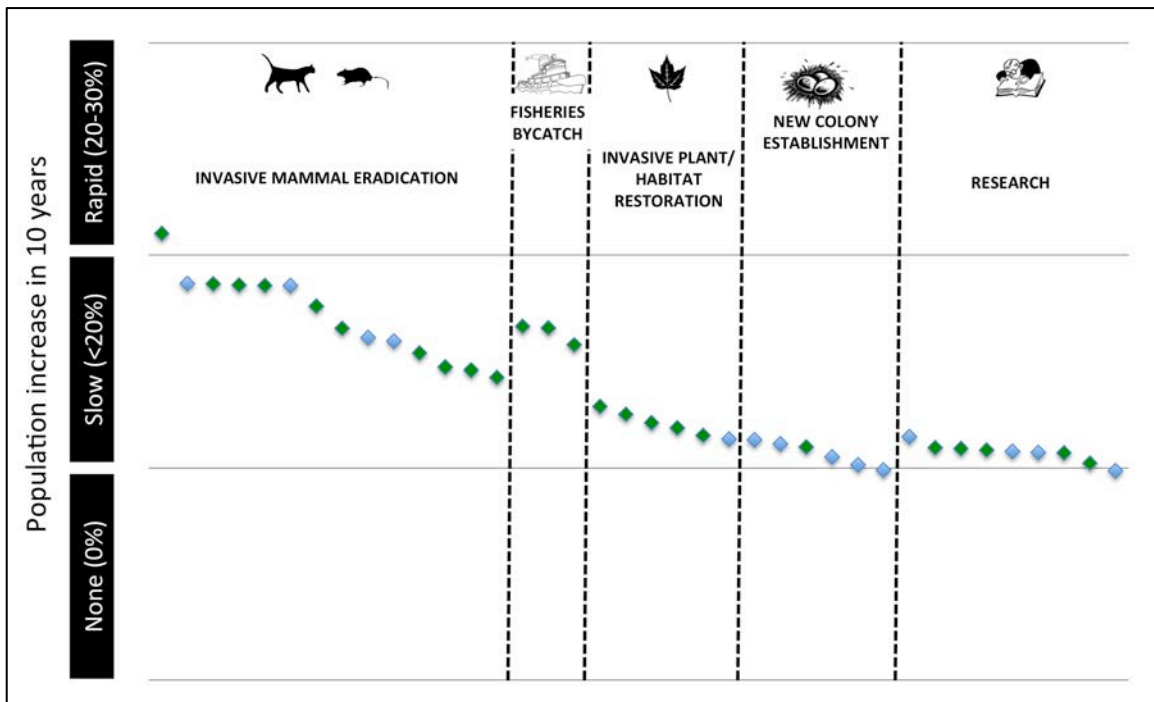 Population increase in 10 years
Rapid (20-30%)
Slow (<20%)
None (0%)
INVASIVE MAMMAL ERADICATION
FISHERIES
BYCATCH
INVASIVE PLANT/
HABITAT
RESTORATION
NEW COLONY
ESTABLISHMENT
RESEARCH